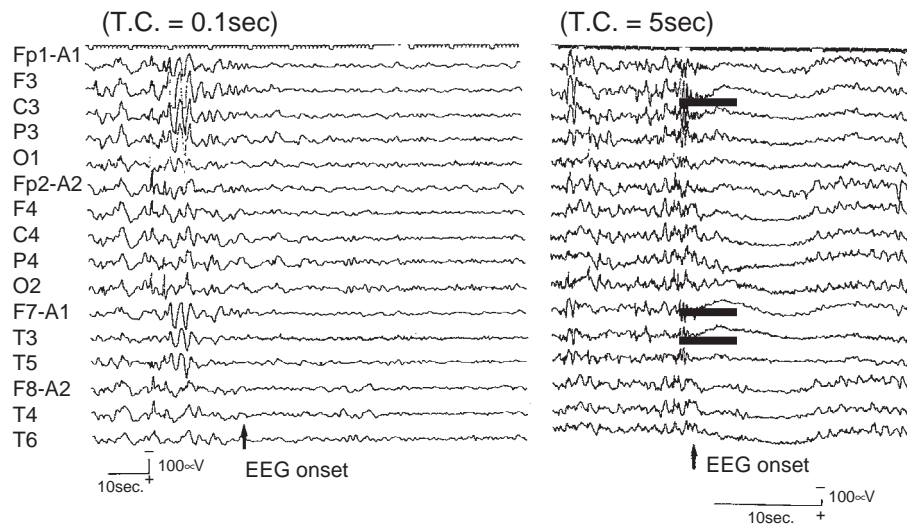 (T.C. = 0.1sec)
(T.C. = 5sec)
Fp1-A1
F3
C3
P3
O1
Fp2-A2
F4
C4
P4
O2
F7-A1
T3
T5
F8-A2
T4
T6
EEG onset
EEG onset
10sec.
−
+
100∝V
10sec.
−
+
100∝V